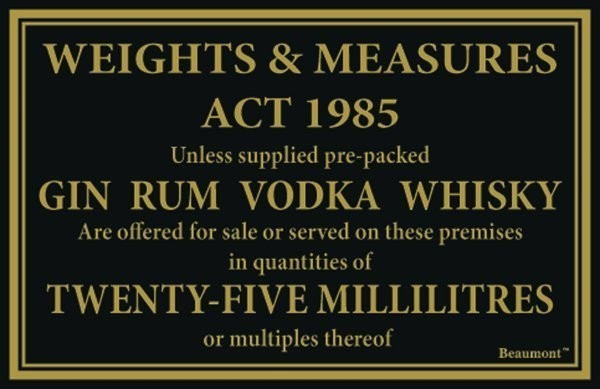 WEIGHTS & MEASURES
ACT 1985
Unless supplied pre-packed
GIN RUM VODKA WHISKY
Are offered for sale or served on these premises
in quantities of
TWENTY-FIVE MILLILITRES
or multiples thereof
Beaumont™